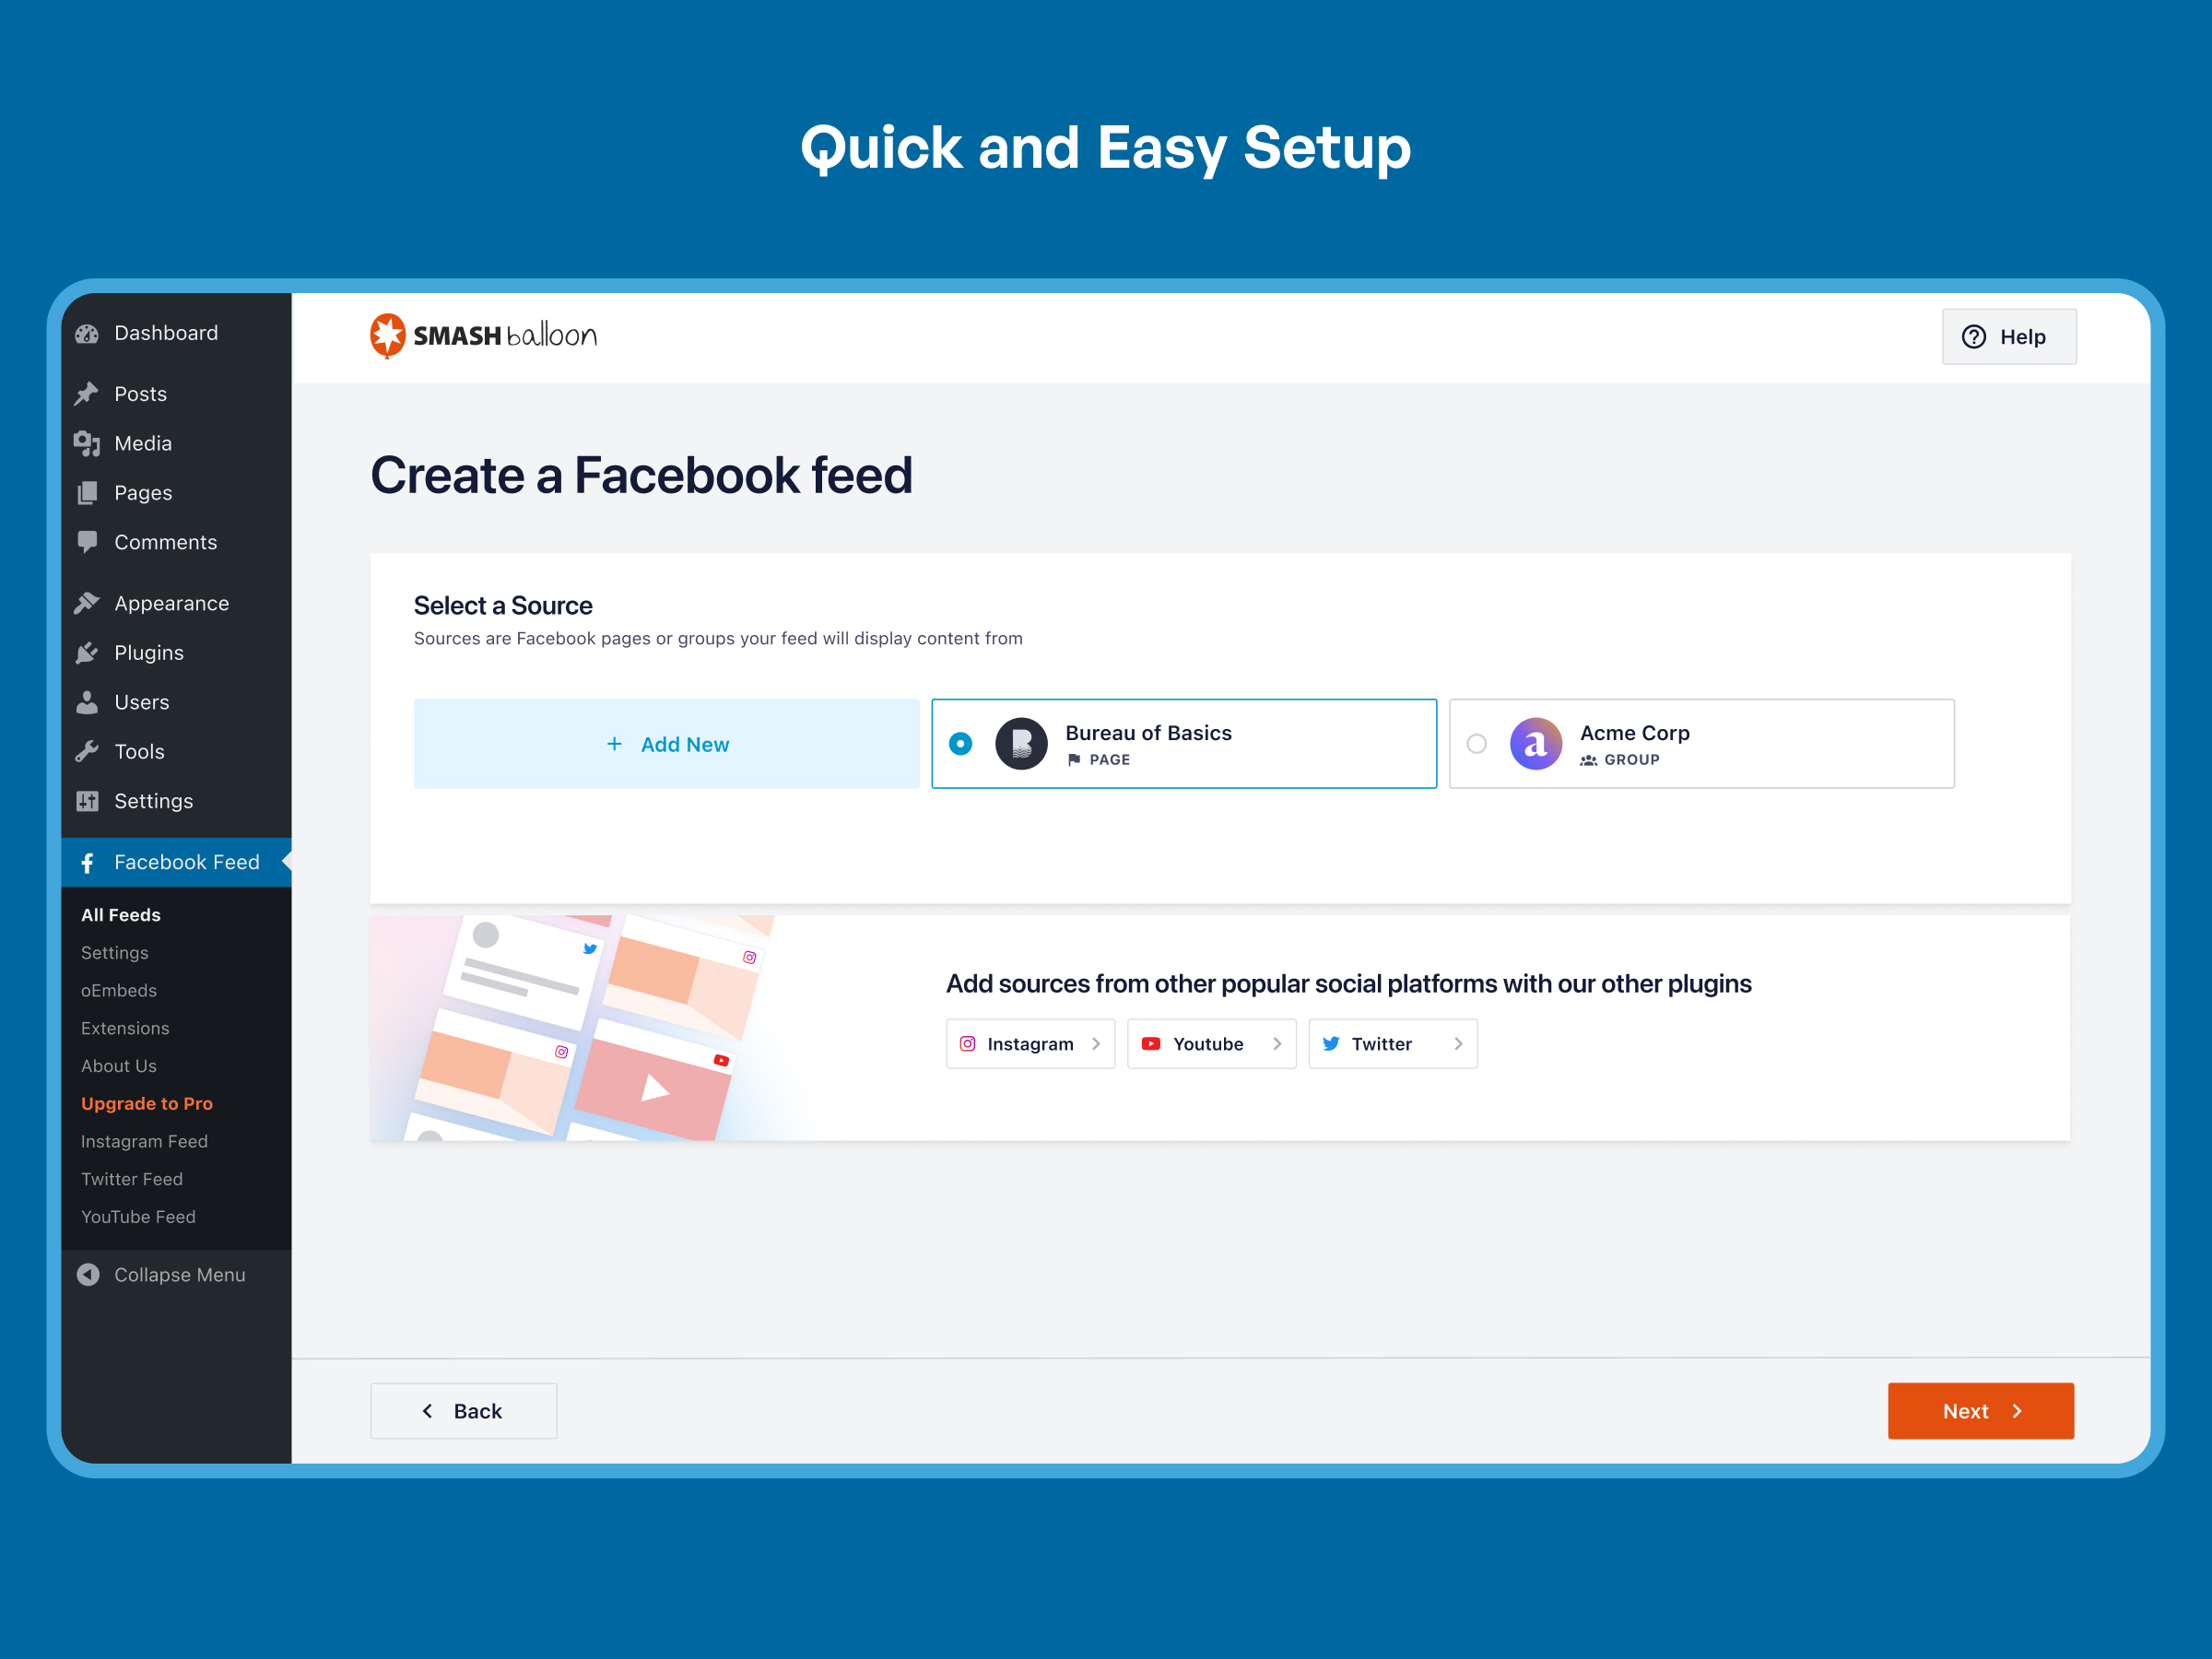 Quick and Easy Setup
Dashboard
Posts
Media
Pages
Comments
Appearance
Plugins
Users
Tools
Settings
Facebook Feed
All Feeds
Settings
oEmbeds
Extensions
About Us
Upgrade to Pro
Instagram Feed
Twitter Feed
YouTube Feed
Collapse Menu
SMASH balloon
Help
Create a Facebook feed
Select a Source
Sources are Facebook pages or groups your feed will display content from
+ Add New
B
Bureau of Basics
PAGE
a
Acme Corp
GROUP
Add sources from other popular social platforms with our other plugins
Instagram
Youtube
Twitter
Back
Next